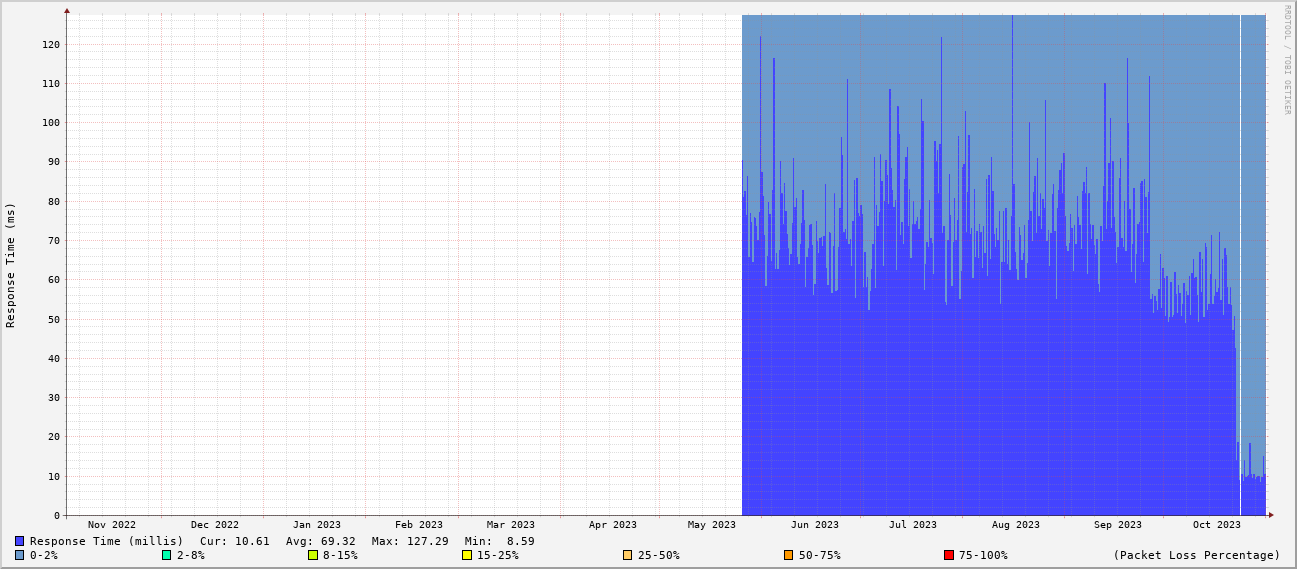 RRDTOOL / TOBI OETIKER
Response Time (ms)
120
110
100
90
80
70
60
50
40
30
20
10
0
Nov 2022 Dec 2022 Jan 2023 Feb 2023 Mar 2023 Apr 2023 May 2023 Jun 2023 Jul 2023 Aug 2023 Sep 2023 Oct 2023
Response Time (millis) Cur: 10.61 Avg: 69.32 Max: 127.29 Min: 8.59
0-2% 2-8% 8-15% 15-25% 25-50% 50-75% 75-100% (Packet Loss Percentage)